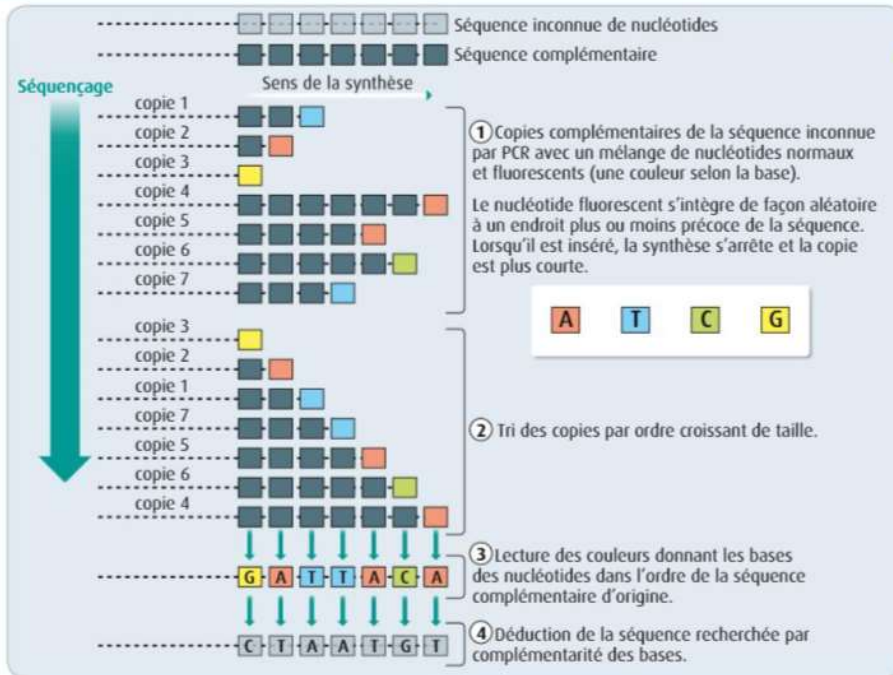 Séquence inconnue de nucléotides
Séquence complémentaire
Séquençage
Sens de la synthèse
copie 1
copie 2
copie 3
copie 4
copie 5
copie 6
copie 7
1 Copies complémentaires de la séquence inconnue
par PCR avec un mélange de nucléotides normaux
et fluorescents (une couleur selon la base).
Le nucléotide fluorescent s'intègre de façon aléatoire
à un endroit plus ou moins précoce de la séquence.
Lorsqu'il est inséré, la synthèse s'arrête et la copie
est plus courte.
A T C G
copie 3
copie 2
copie 1
copie 7
copie 5
copie 6
copie 4
2 Tri des copies par ordre croissant de taille.
G A T T A C A
3 Lecture des couleurs donnant les bases
des nucléotides dans l'ordre de la séquence
complémentaire d'origine.
C T A A T G T
4 Déduction de la séquence recherchée par
complémentarité des bases.